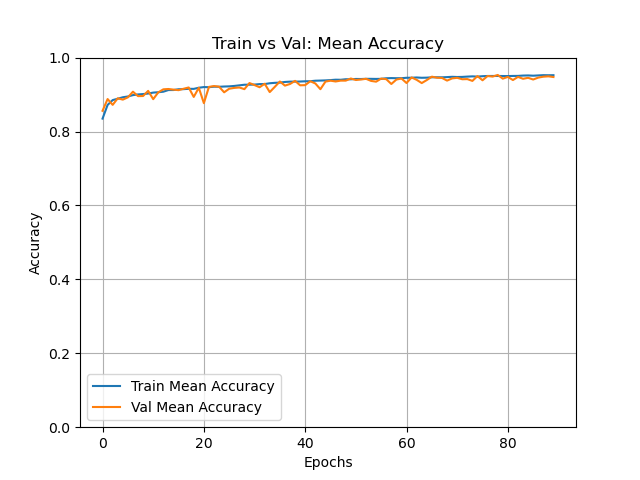 Train vs Val: Mean Accuracy
1.0
0.8
0.6
0.4
0.2
0.0
Accuracy
Train Mean Accuracy
Val Mean Accuracy
0 20 40 60 80
Epochs